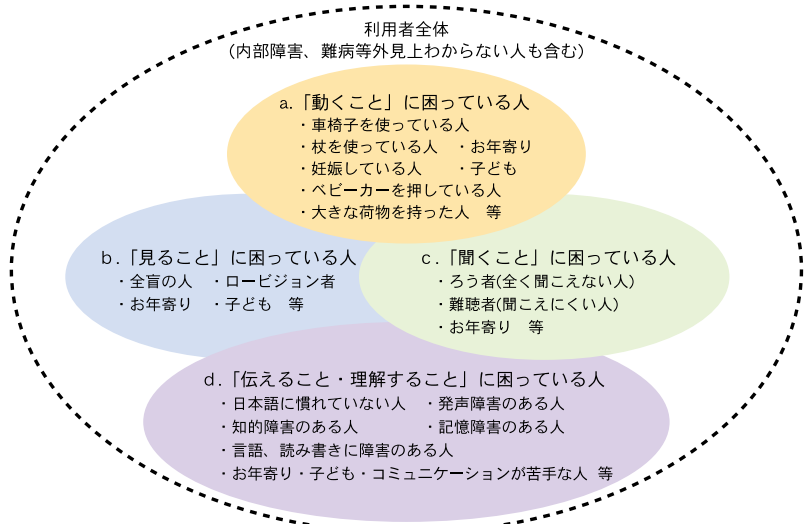 利用者全体
（内部障害、難病等外見上わからない人も含む）
a.「動くこと」に困っている人
・車椅子を使っている人
・杖を使っている人　・お年寄り
・妊娠している人　・子ども
・ベビーカーを押している人
・大きな荷物を持った人　等
b.「見ること」に困っている人
・全盲の人　・ロービジョン者
・お年寄り　・子ども　等
c.「聞くこと」に困っている人
・ろう者(全く聞こえない人)
・難聴者(聞こえにくい人)
・お年寄り　等
d.「伝えること・理解すること」に困っている人
・日本語に慣れていない人　・発声障害のある人
・知的障害のある人　・記憶障害のある人
・言語、読み書きに障害のある人
・お年寄り・子ども・コミュニケーションが苦手な人　等